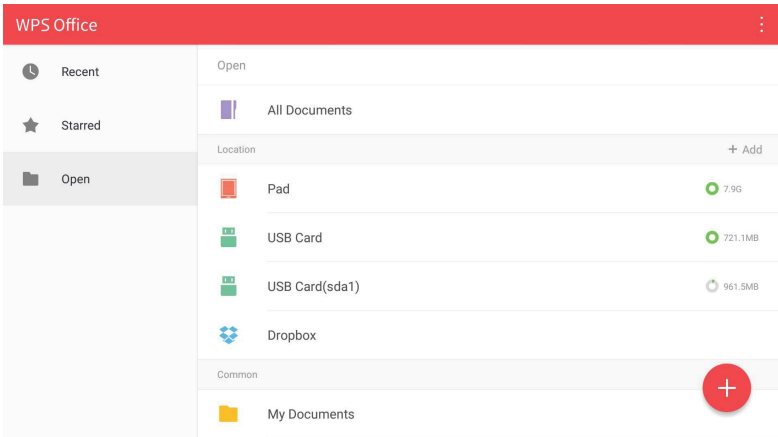 WPS Office
Recent
Starred
Open
Open
All Documents
Location + Add
Pad 7.9G
USB Card 721.1MB
USB Card(sda1) 961.5MB
Dropbox
Common
My Documents